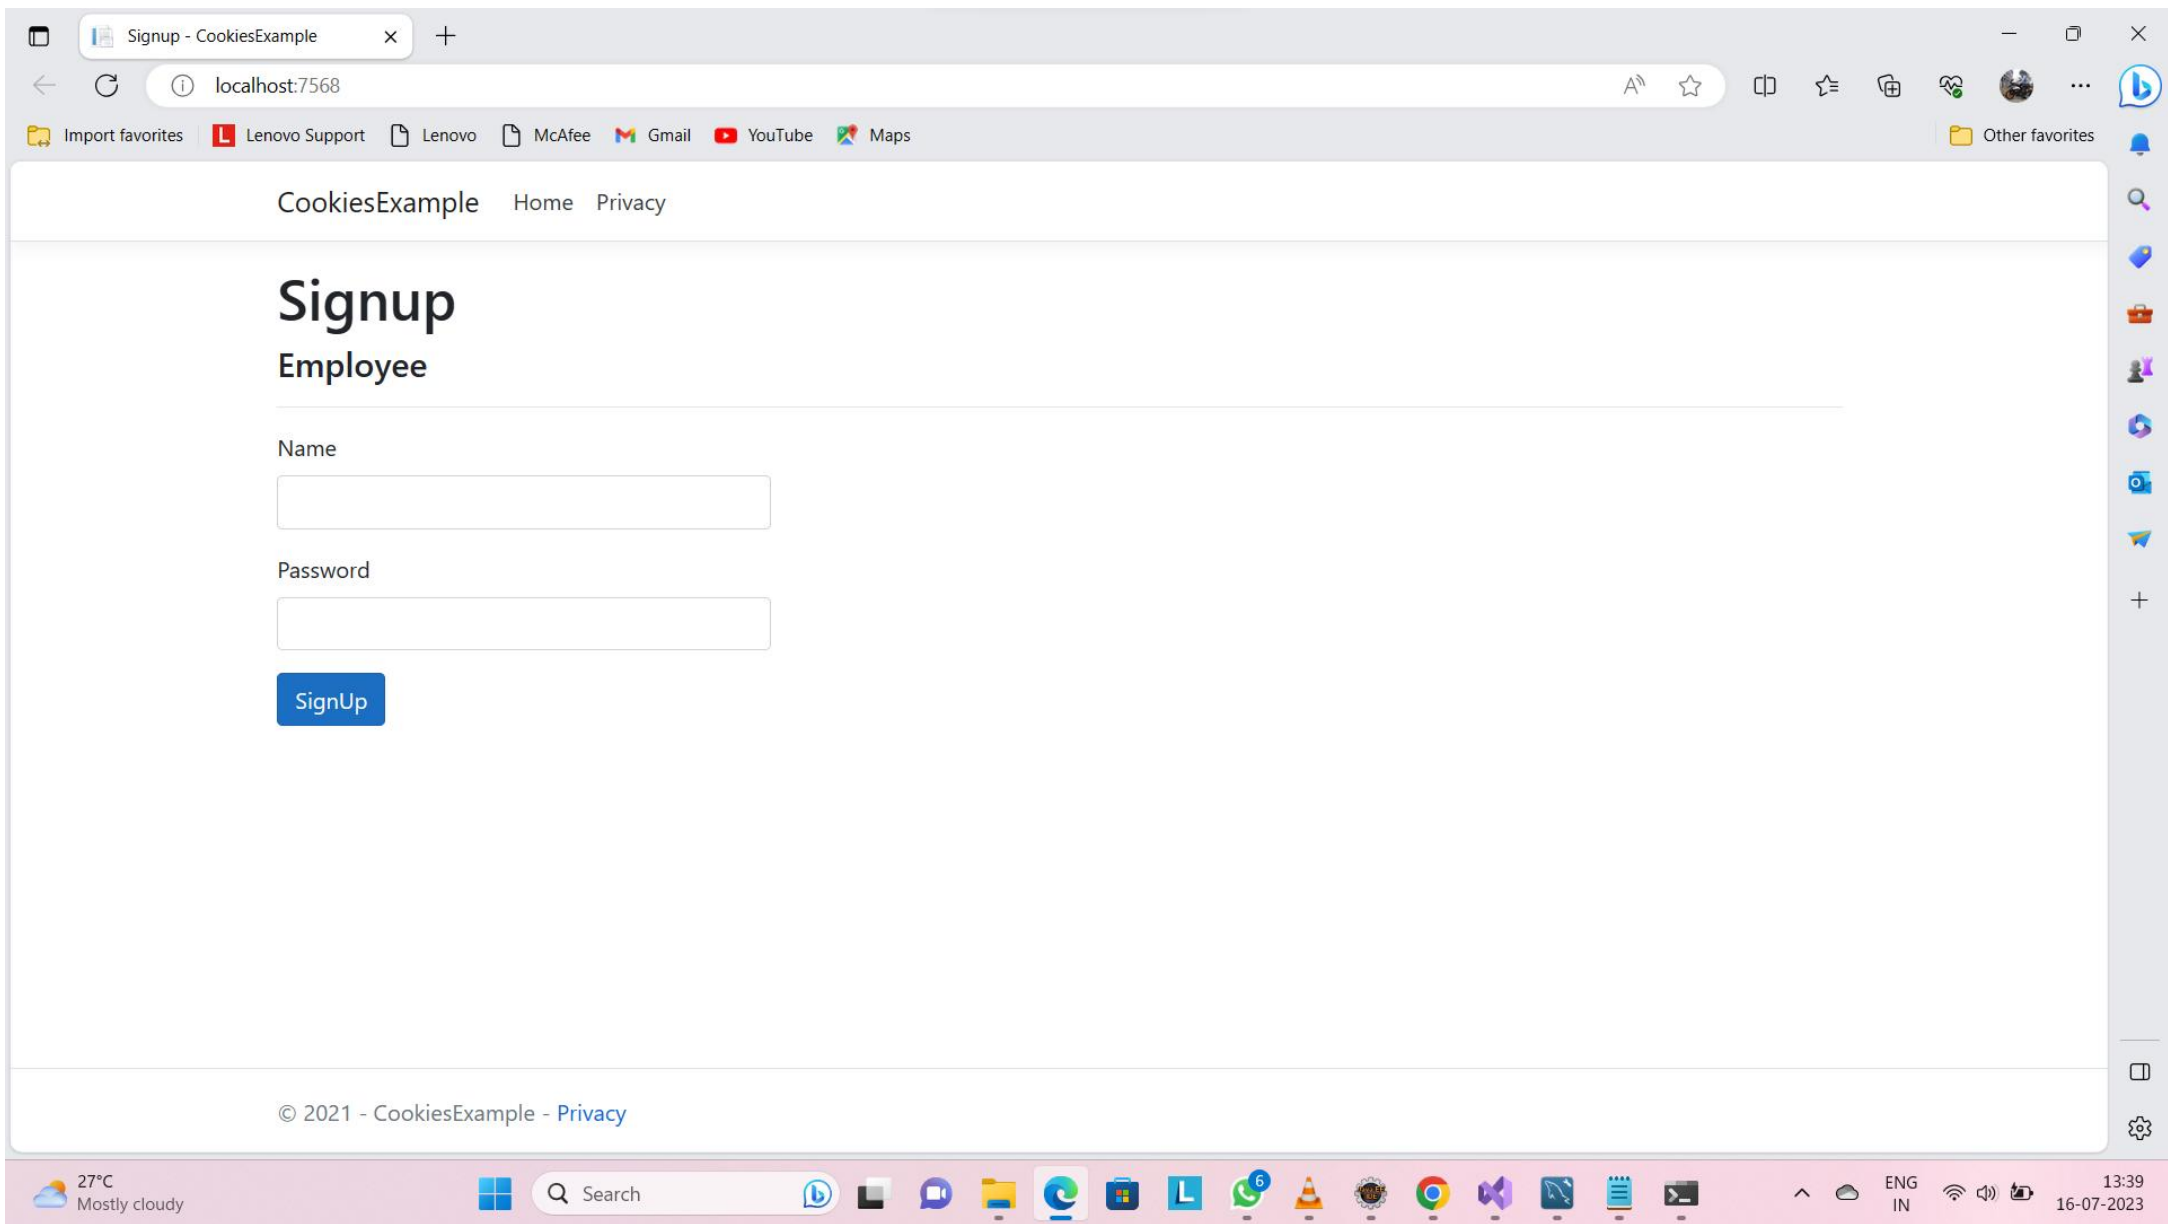 Signup - CookiesExample
localhost:7568
Import favorites
Lenovo Support
Lenovo
McAfee
Gmail
YouTube
Maps
Other favorites
CookiesExample
Home
Privacy
Signup
Employee
Name
Password
SignUp
© 2021 - CookiesExample - Privacy
27°C
Mostly cloudy
Search
6
ENG
IN
13:39
16-07-2023